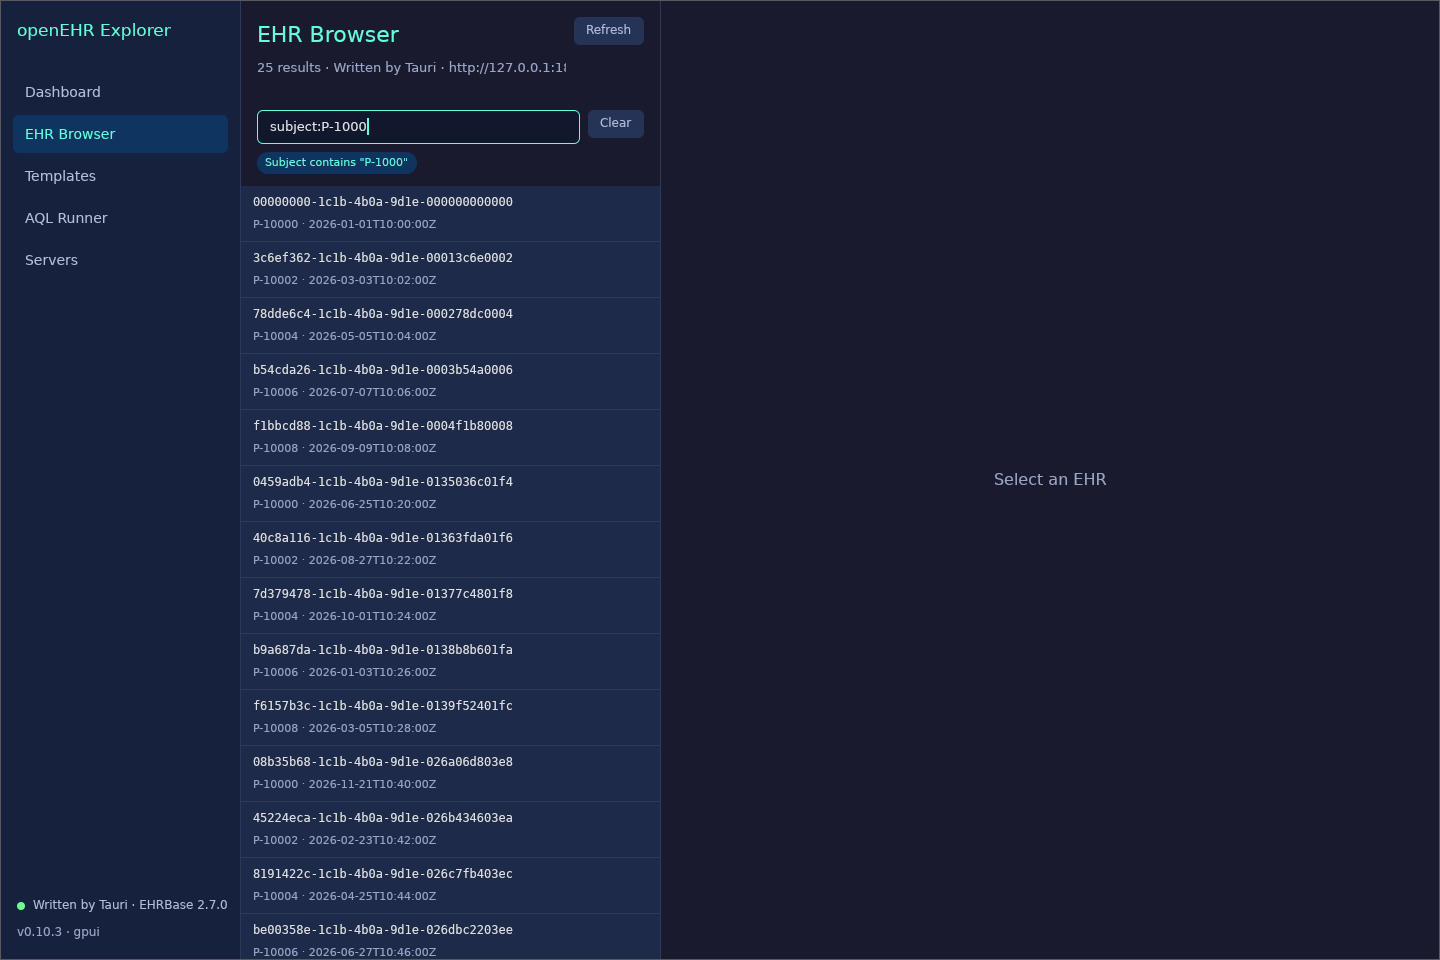 openEHR Explorer
Dashboard
EHR Browser
Templates
AQL Runner
Servers
Written by Tauri · EHRBase 2.7.0
v0.10.3 · gpui
EHR Browser
Refresh
25 results · Written by Tauri · http://127.0.0.1:18
subject:P-1000
Clear
Subject contains "P-1000"
00000000-1c1b-4b0a-9d1e-000000000000
P-10000 · 2026-01-01T10:00:00Z
3c6ef362-1c1b-4b0a-9d1e-00013c6e0002
P-10002 · 2026-03-03T10:02:00Z
78dde6c4-1c1b-4b0a-9d1e-000278dc0004
P-10004 · 2026-05-05T10:04:00Z
b54cda26-1c1b-4b0a-9d1e-0003b54a0006
P-10006 · 2026-07-07T10:06:00Z
f1bbcd88-1c1b-4b0a-9d1e-0004f1b80008
P-10008 · 2026-09-09T10:08:00Z
0459adb4-1c1b-4b0a-9d1e-0135036c01f4
P-10000 · 2026-06-25T10:20:00Z
40c8a116-1c1b-4b0a-9d1e-01363fda01f6
P-10002 · 2026-08-27T10:22:00Z
7d379478-1c1b-4b0a-9d1e-01377c4801f8
P-10004 · 2026-10-01T10:24:00Z
b9a687da-1c1b-4b0a-9d1e-0138b8b601fa
P-10006 · 2026-01-03T10:26:00Z
f6157b3c-1c1b-4b0a-9d1e-0139f52401fc
P-10008 · 2026-03-05T10:28:00Z
08b35b68-1c1b-4b0a-9d1e-026a06d803e8
P-10000 · 2026-11-21T10:40:00Z
45224eca-1c1b-4b0a-9d1e-026b434603ea
P-10002 · 2026-02-23T10:42:00Z
8191422c-1c1b-4b0a-9d1e-026c7fb403ec
P-10004 · 2026-04-25T10:44:00Z
be00358e-1c1b-4b0a-9d1e-026dbc2203ee
P-10006 · 2026-06-27T10:46:00Z
Select an EHR